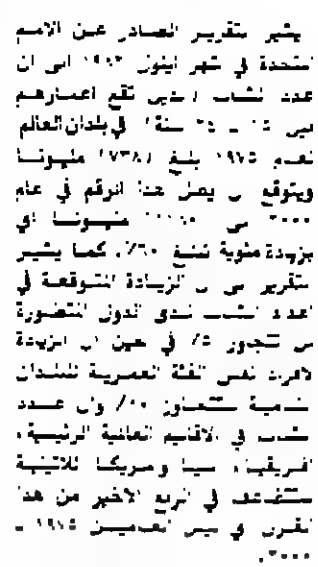 يشير التقرير الصادر عن الامم
المتحدة في شهر ايلول ١٩٨٢ الى ان
عدد الشباب الذين تقع اعمارهم
بين ١٥ ـ ٢٤ سنة في بلدان العالم
لعام ١٩٧٥ بلغ (٧٣٨) مليونا
ويتوقع ان يصل هذا الرقم في عام
٢٠٠٠ الى مليونا اي
بزيادة مئوية تبلغ ٦٠٪. كما يشير
التقرير الى ان الزيادة المتوقعة في
اعداد الشباب لدى الدول المتطورة
لن تتجاوز ٥٪ في حين ان الزيادة
لافراد نفس الفئة العمرية للبلدان
النامية ستتجاوز وان عدد
الشباب في الاقاليم العالمية الرئيسية،
افريقيا، اسيا وامريكا اللاتينية
ستتضاعف في الربع الاخير من هذا
القرن اي بين العامين ١٩٧٥ ـ
٢٠٠٠.